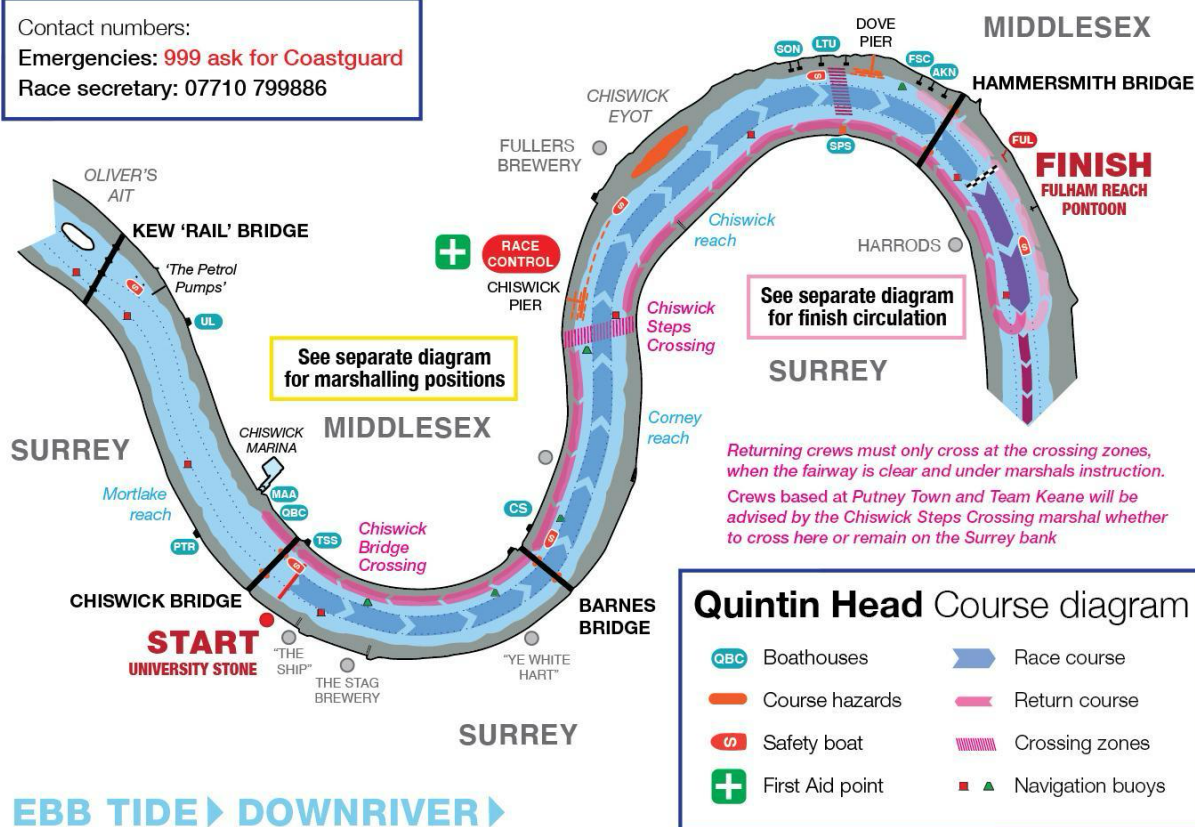 Contact numbers:
Emergencies: 999 ask for Coastguard
Race secretary: 07710 799886
MIDDLESEX
DOVE
PIER
SON
LTU
FSC
AKN
HAMMERSMITH BRIDGE
CHISWICK
EYOT
FULLERS
BREWERY
S
SPS
FUL
FINISH
FULHAM REACH
PONTOON
OLIVER'S
AIT
KEW 'RAIL' BRIDGE
'The Petrol
Pumps'
S
UL
S
RACE
CONTROL
CHISWICK
PIER
Chiswick
reach
HARRODS
S
Chiswick
Steps
Crossing
See separate diagram
for finish circulation
SURREY
See separate diagram
for marshalling positions
MIDDLESEX
Corney
reach
SURREY
CHISWICK
MARINA
Mortlake
reach
MAA
QBC
PTR
TSS
S
Chiswick
Bridge
Crossing
CS
S
Returning crews must only cross at the crossing zones,
when the fairway is clear and under marshals instruction.
Crews based at Putney Town and Team Keane will be
advised by the Chiswick Steps Crossing marshal whether
to cross here or remain on the Surrey bank
CHISWICK BRIDGE
START
UNIVERSITY STONE
"THE
SHIP"
THE STAG
BREWERY
"YE WHITE
HART"
BARNES
BRIDGE
SURREY
Quintin Head Course diagram
QBC Boathouses
Race course
Course hazards
Return course
S Safety boat
Crossing zones
First Aid point
Navigation buoys
EBB TIDE DOWNRIVER